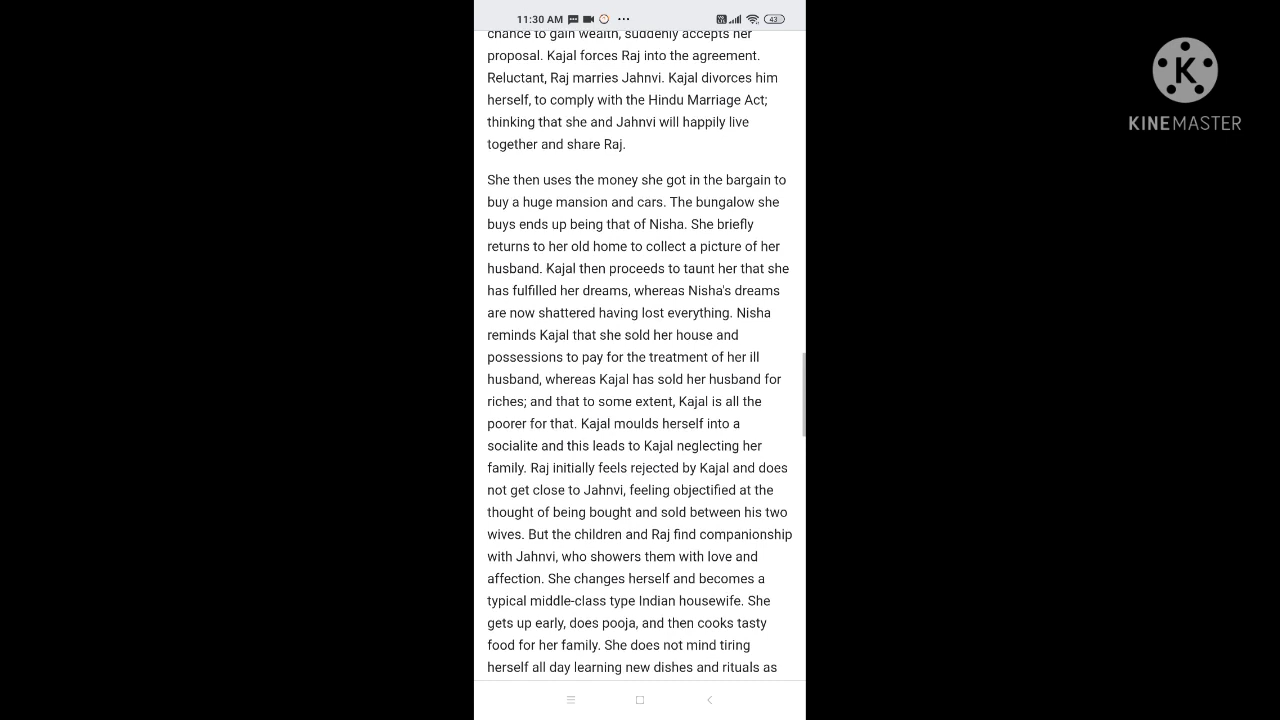 11:30 AM
43
chance to gain wealth, suddenly accepts her
proposal. Kajal forces Raj into the agreement.
Reluctant, Raj marries Jahnvi. Kajal divorces him
herself, to comply with the Hindu Marriage Act;
thinking that she and Jahnvi will happily live
together and share Raj.
She then uses the money she got in the bargain to
buy a huge mansion and cars. The bungalow she
buys ends up being that of Nisha. She briefly
returns to her old home to collect a picture of her
husband. Kajal then proceeds to taunt her that she
has fulfilled her dreams, whereas Nisha's dreams
are now shattered having lost everything. Nisha
reminds Kajal that she sold her house and
possessions to pay for the treatment of her ill
husband, whereas Kajal has sold her husband for
riches; and that to some extent, Kajal is all the
poorer for that. Kajal moulds herself into a
socialite and this leads to Kajal neglecting her
family. Raj initially feels rejected by Kajal and does
not get close to Jahnvi, feeling objectified at the
thought of being bought and sold between his two
wives. But the children and Raj find companionship
with Jahnvi, who showers them with love and
affection. She changes herself and becomes a
typical middle-class type Indian housewife. She
gets up early, does pooja, and then cooks tasty
food for her family. She does not mind tiring
herself all day learning new dishes and rituals as
K
KINEMASTER